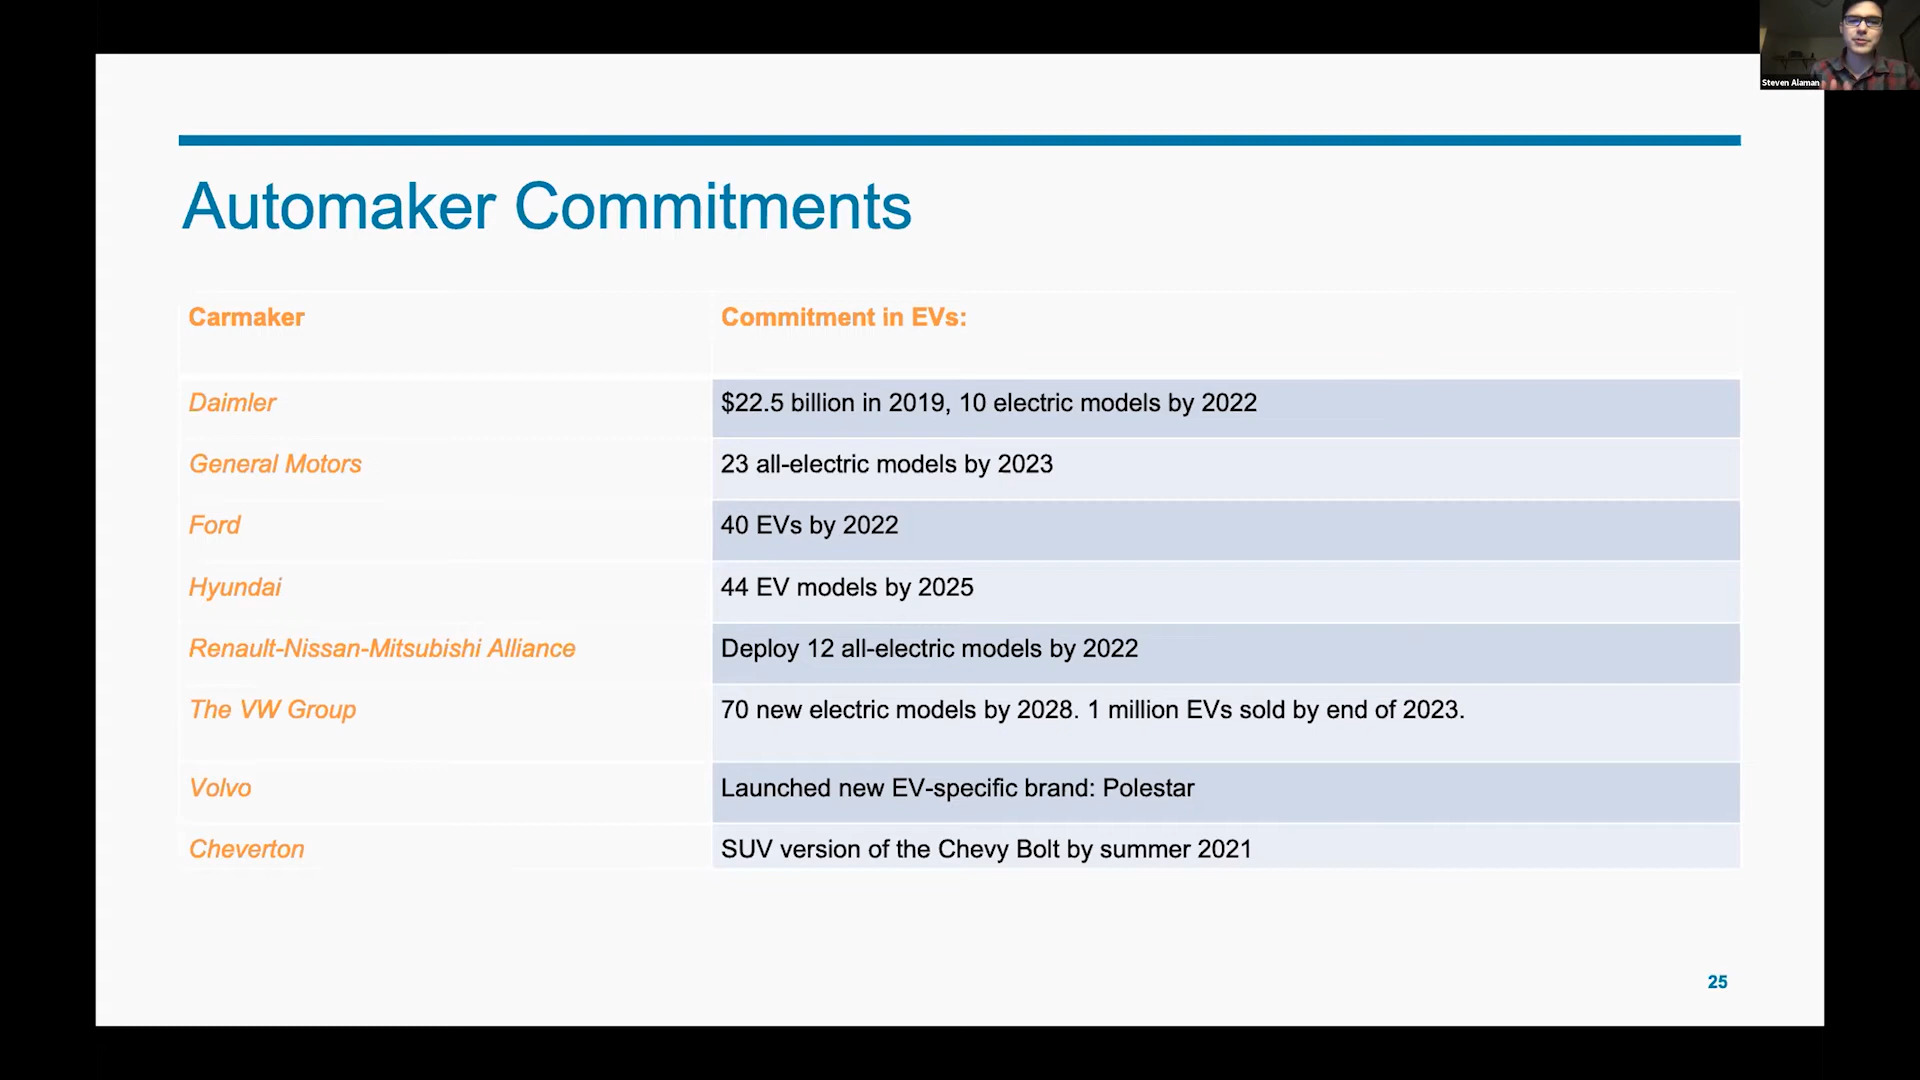 Steven Alaman
Automaker Commitments
Carmaker
Commitment in EVs:
Daimler
$22.5 billion in 2019, 10 electric models by 2022
General Motors
23 all-electric models by 2023
Ford
40 EVs by 2022
Hyundai
44 EV models by 2025
Renault-Nissan-Mitsubishi Alliance
Deploy 12 all-electric models by 2022
The VW Group
70 new electric models by 2028. 1 million EVs sold by end of 2023.
Volvo
Launched new EV-specific brand: Polestar
Cheverton
SUV version of the Chevy Bolt by summer 2021
25